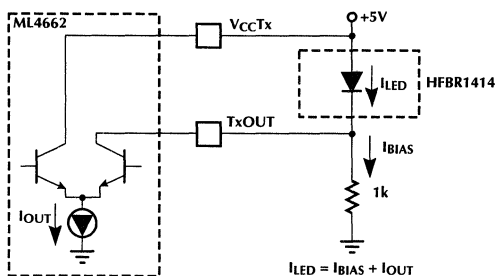 ML4662
VCCTx
+5V
ILED
HFBR1414
TxOUT
IBIAS
IOUT
1k
ILED = IBIAS + IOUT